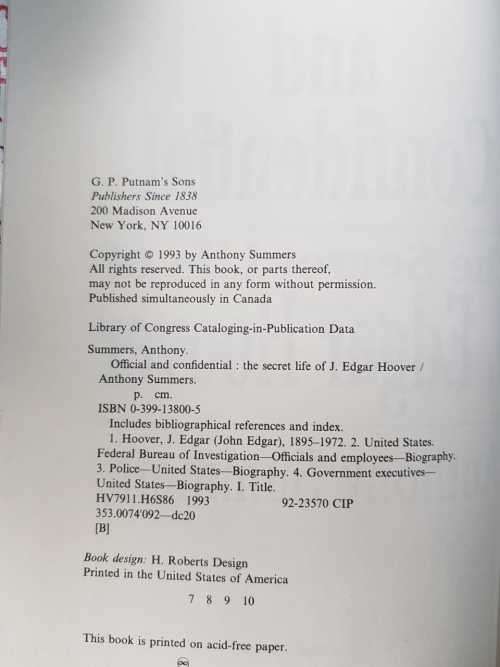 G. P. Putnam's Sons
Publishers Since 1838
200 Madison Avenue
New York, NY 10016
Copyright © 1993 by Anthony Summers
All rights reserved. This book, or parts thereof,
may not be reproduced in any form without permission.
Published simultaneously in Canada
Library of Congress Cataloging-in-Publication Data
Summers, Anthony.
Official and confidential : the secret life of J. Edgar Hoover /
Anthony Summers.
p. cm.
ISBN 0-399-13800-5
Includes bibliographical references and index.
1. Hoover, J. Edgar (John Edgar), 1895–1972. 2. United States.
Federal Bureau of Investigation—Officials and employees—Biography.
3. Police—United States—Biography. 4. Government executives—
United States—Biography. I. Title.
HV7911.H6S86 1993 92-23570 CIP
353.0074'092—dc20
[B]
Book design: H. Roberts Design
Printed in the United States of America
7 8 9 10
This book is printed on acid-free paper.